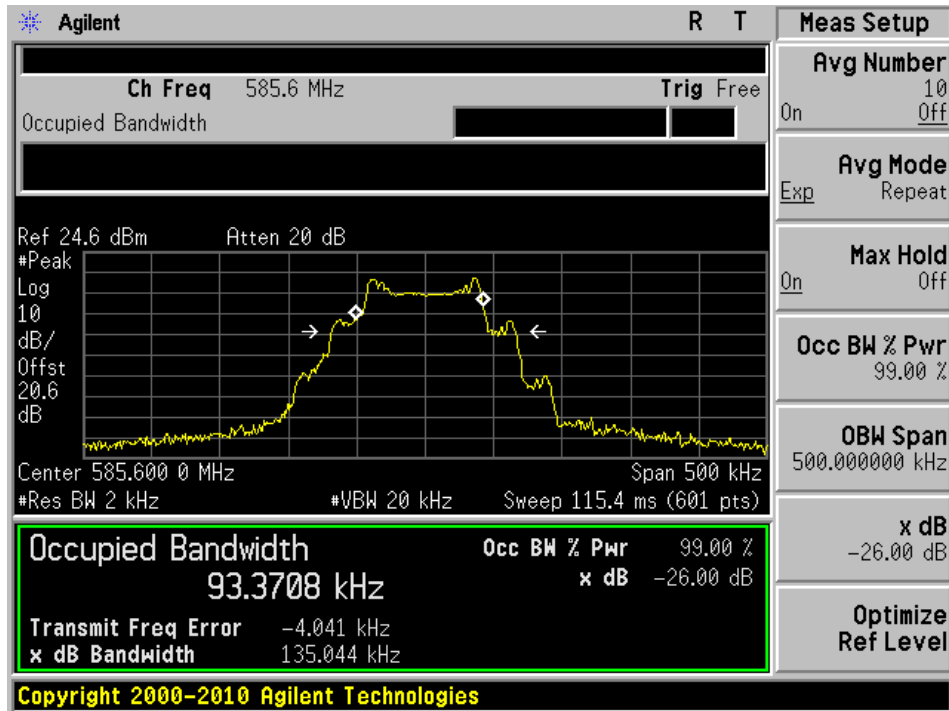 Agilent R T
Ch Freq 585.6 MHz Trig Free
Occupied Bandwidth
Ref 24.6 dBm Atten 20 dB
#Peak
Log
10
dB/
Offst
20.6
dB
Center 585.600 0 MHz Span 500 kHz
#Res BW 2 kHz #VBW 20 kHz Sweep 115.4 ms (601 pts)
Occupied Bandwidth Occ BW % Pwr 99.00 %
93.3708 kHz x dB -26.00 dB
Transmit Freq Error -4.041 kHz
x dB Bandwidth 135.044 kHz
Copyright 2000-2010 Agilent Technologies
Meas Setup
Avg Number
10
On Off
Avg Mode
Exp Repeat
Max Hold
On Off
Occ BW % Pwr
99.00 %
OBW Span
500.000000 kHz
x dB
-26.00 dB
Optimize
Ref Level